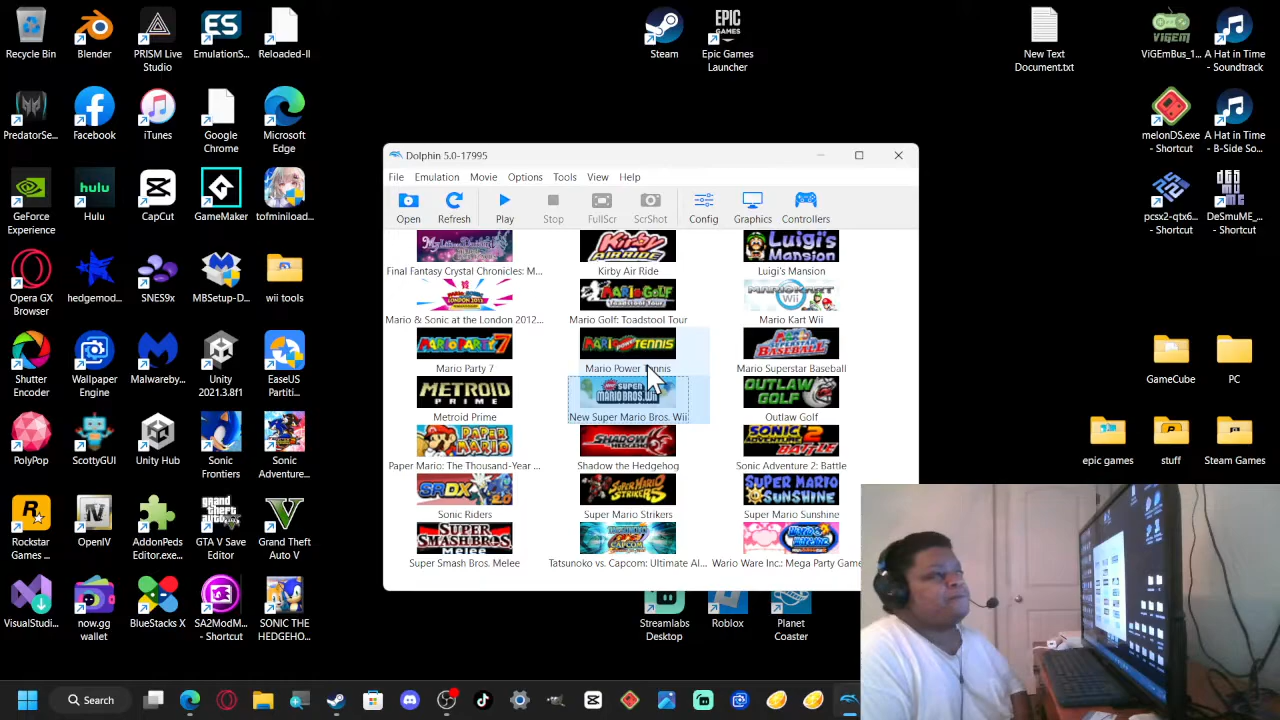 Recycle Bin
Blender
PRISM Live
Studio
EmulationS...
Reloaded-II
Steam
Epic Games
Launcher
New Text
Document.txt
ViGEmBus_1...
A Hat in Time
- Soundtrack
PredatorSe...
Facebook
iTunes
Google
Chrome
Microsoft
Edge
melonDS.exe
- Shortcut
A Hat in Time
- B-Side So...
GeForce
Experience
Hulu
CapCut
GameMaker
tofminiload...
pcsx2-qtx6...
- Shortcut
DeSmuME_...
- Shortcut
Opera GX
Browser
SNES9x
MBSetup-D...
wii tools
Shutter
Encoder
Wallpaper
Engine
Malwareby...
Unity
2021.3.8f1
EaseUS
Partiti...
GameCube
PC
PolyPop
ScottyGUI
Unity Hub
Sonic
Frontiers
Sonic
Adventure...
epic games
stuff
Steam Games
Rockstar
Games ...
OpenIV
AddonPeds
Editor.exe...
GTA V Save
Editor
Grand Theft
Auto V
VisualStudi...
now.gg
wallet
BlueStacks X
SA2ModM...
- Shortcut
SONIC THE
HEDGEHO...
Streamlabs
Desktop
Roblox
Planet
Coaster
Dolphin 5.0-17995
File Emulation Movie Options Tools View Help
Open Refresh Play Stop FullScr ScrShot Config Graphics Controllers
Final Fantasy Crystal Chronicles: M...
Kirby Air Ride
Luigi's Mansion
Mario & Sonic at the London 2012...
Mario Golf: Toadstool Tour
Mario Kart Wii
Mario Party 7
Mario Power Tennis
Mario Superstar Baseball
Metroid Prime
New Super Mario Bros. Wii
Outlaw Golf
Paper Mario: The Thousand-Year ...
Shadow the Hedgehog
Sonic Adventure 2: Battle
Sonic Riders
Super Mario Strikers
Super Mario Sunshine
Super Smash Bros. Melee
Tatsunoko vs. Capcom: Ultimate Al...
Wario Ware Inc.: Mega Party Game
Search